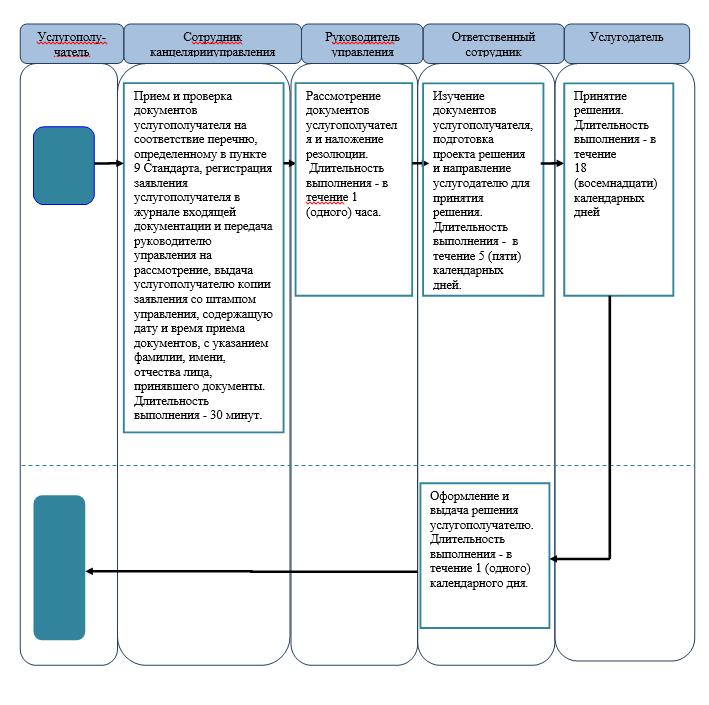 Услугополу-
чатель
Сотрудник
канцелярииуправления
Руководитель
управления
Ответственный
сотрудник
Услугодатель
Прием и проверка
документов
услугополучателя на
соответствие перечню,
определенному в пункте
9 Стандарта, регистрация
заявления
услугополучателя в
журнале входящей
документации и передача
руководителю
управления на
рассмотрение, выдача
услугополучателю копии
заявления со штампом
управления, содержащую
дату и время приема
документов, с указанием
фамилии, имени,
отчества лица,
принявшего документы.
Длительность
выполнения - 30 минут.
Рассмотрение
документов
услугополучател
я и наложение
резолюции.
Длительность
выполнения - в
течение 1
(одного) часа.
Изучение
документов
услугополучателя,
подготовка
проекта решения
и направление
услугодателю для
принятия
решения.
Длительность
выполнения - в
течение 5 (пяти)
календарных
дней.
Принятие
решения.
Длительность
выполнения - в
течение
18
(восемнадцати)
календарных
дней
Оформление и
выдача решения
услугополучателю.
Длительность
выполнения - в
течение 1 (одного)
календарного дня.